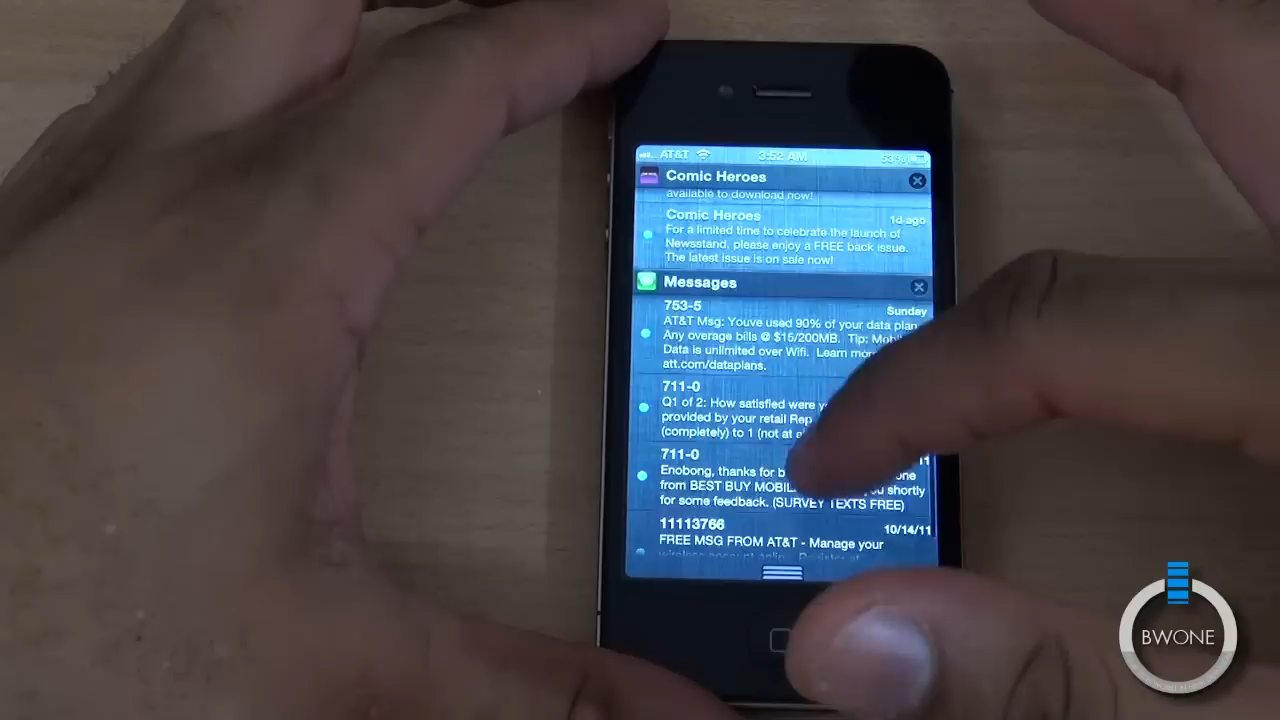 AT&T 3:52 AM 53%
Comic Heroes
available to download now!
Comic Heroes 1d ago
For a limited time to celebrate the launch of
Newsstand, please enjoy a FREE back issue.
The latest issue is on sale now!
Messages
753-5 Sunday
AT&T Msg: Youve used 90% of your data plan
Any overage bills @ $15/200MB. Tip: Mobi
Data is unlimited over Wifi. Learn more
att.com/dataplans.
711-0
Q1 of 2: How satisfied were
provided by your retail Rep
(completely) to 1 (not at
711-0
Enobong, thanks for
from BEST BUY MOBIL shortly
for some feedback. (SURVEY TEXTS FREE)
11113766 10/14/11
FREE MSG FROM AT&T - Manage your
wireless account
BWONE